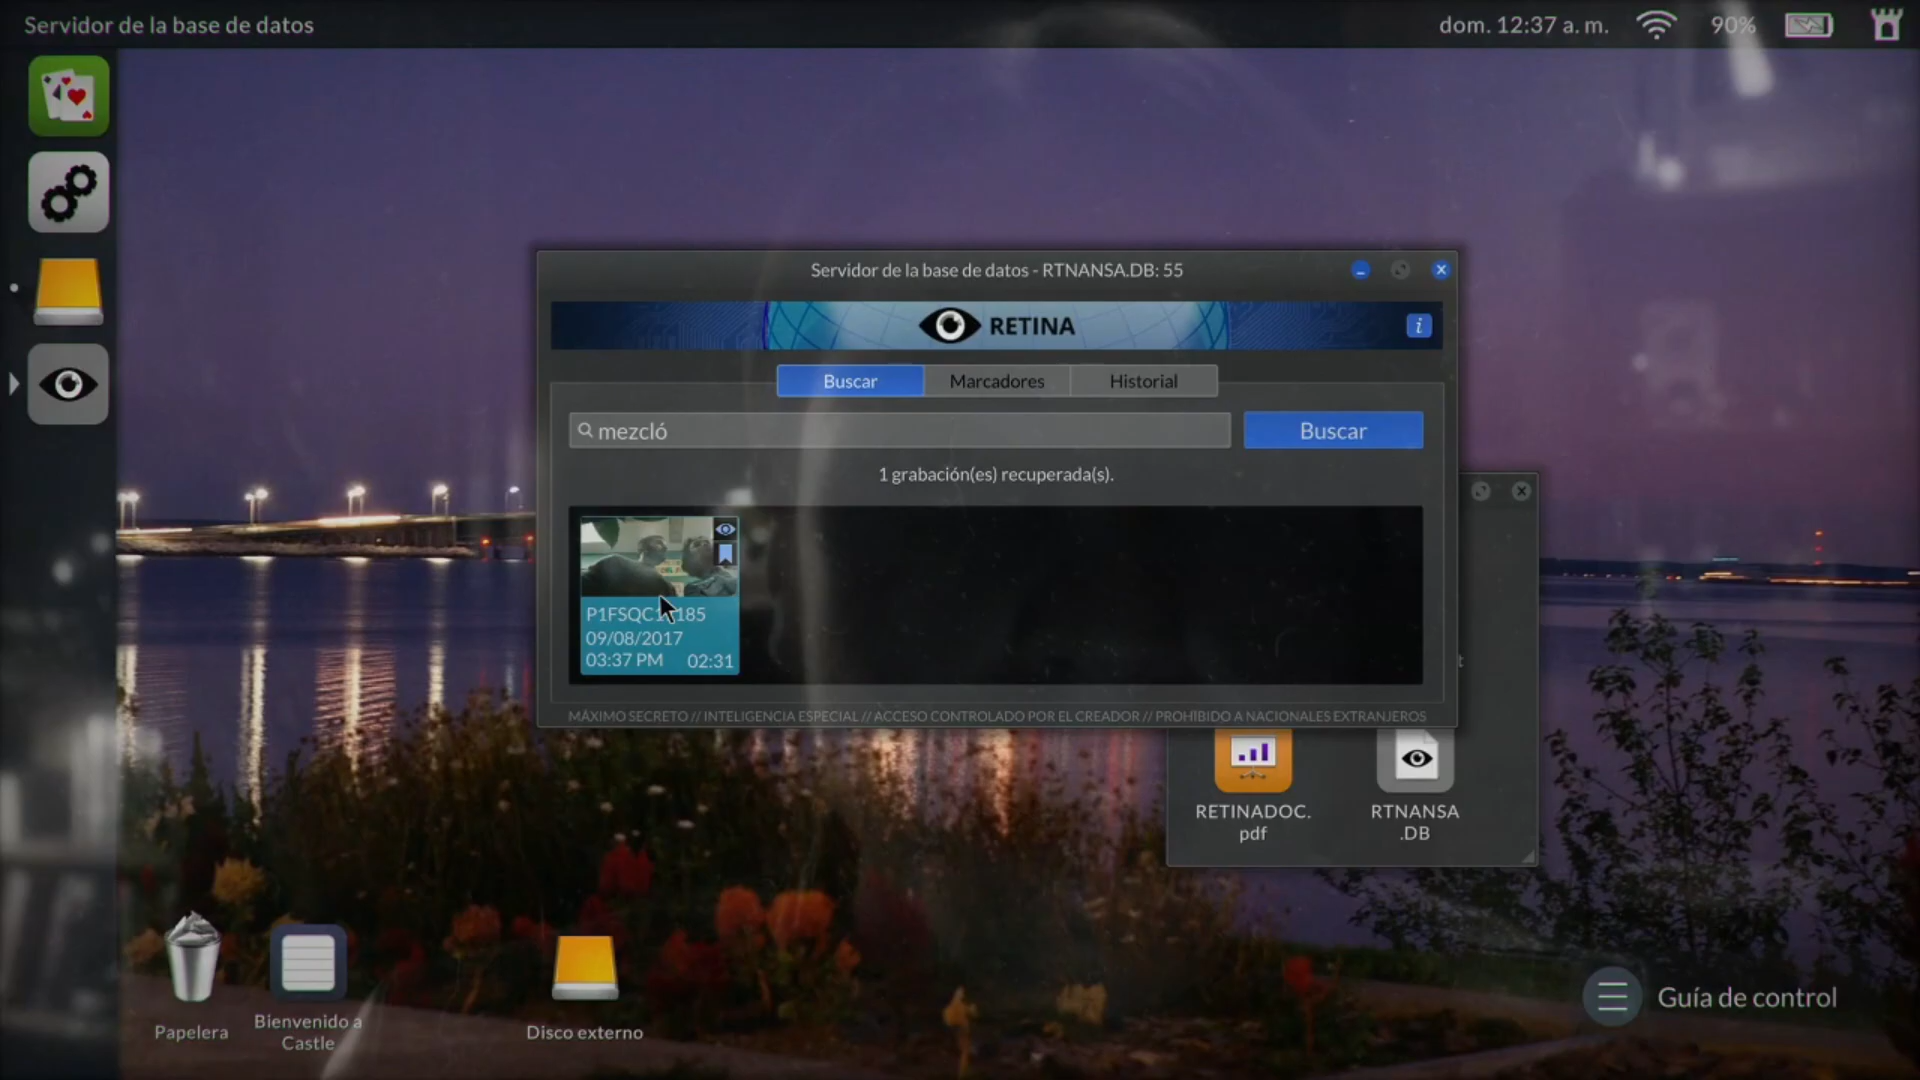 Servidor de la base de datos
dom. 12:37 a. m.
90%
Servidor de la base de datos - RTNANSA.DB: 55
RETINA
i
Buscar
Marcadores
Historial
mezcló
Buscar
1 grabación(es) recuperada(s).
09/08/2017
03:37 PM 02:31
MÁXIMO SECRETO // INTELIGENCIA ESPECIAL // ACCESO CONTROLADO POR EL CREADOR // PROHIBIDO A NACIONALES EXTRANJEROS
RETINADOC.
pdf
RTNANSA
.DB
Papelera
Bienvenido a
Castle
Disco externo
Guía de control